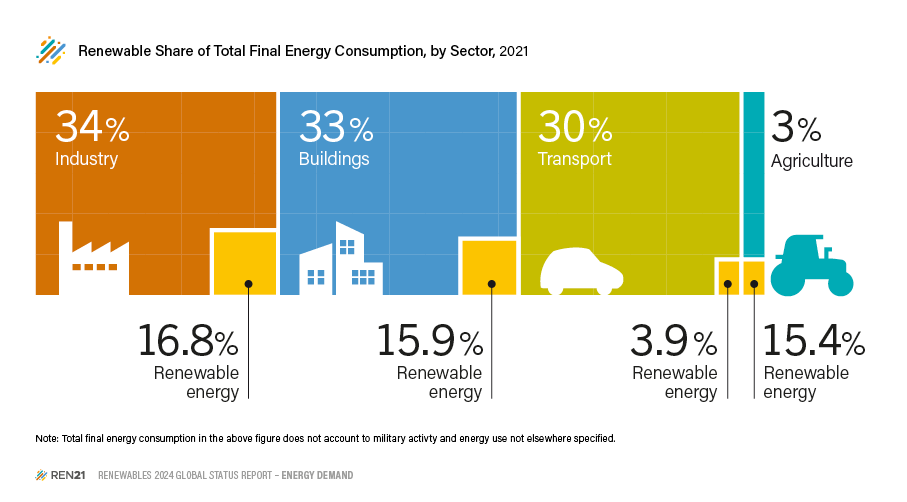 Renewable Share of Total Final Energy Consumption, by Sector, 2021
34%
Industry
33%
Buildings
30%
Transport
3%
Agriculture
16.8%
Renewable
energy
15.9%
Renewable
energy
3.9%
Renewable
energy
15.4%
Renewable
energy
Note: Total final energy consumption in the above figure does not account to military activty and energy use not elsewhere specified.
REN21 RENEWABLES 2024 GLOBAL STATUS REPORT – ENERGY DEMAND